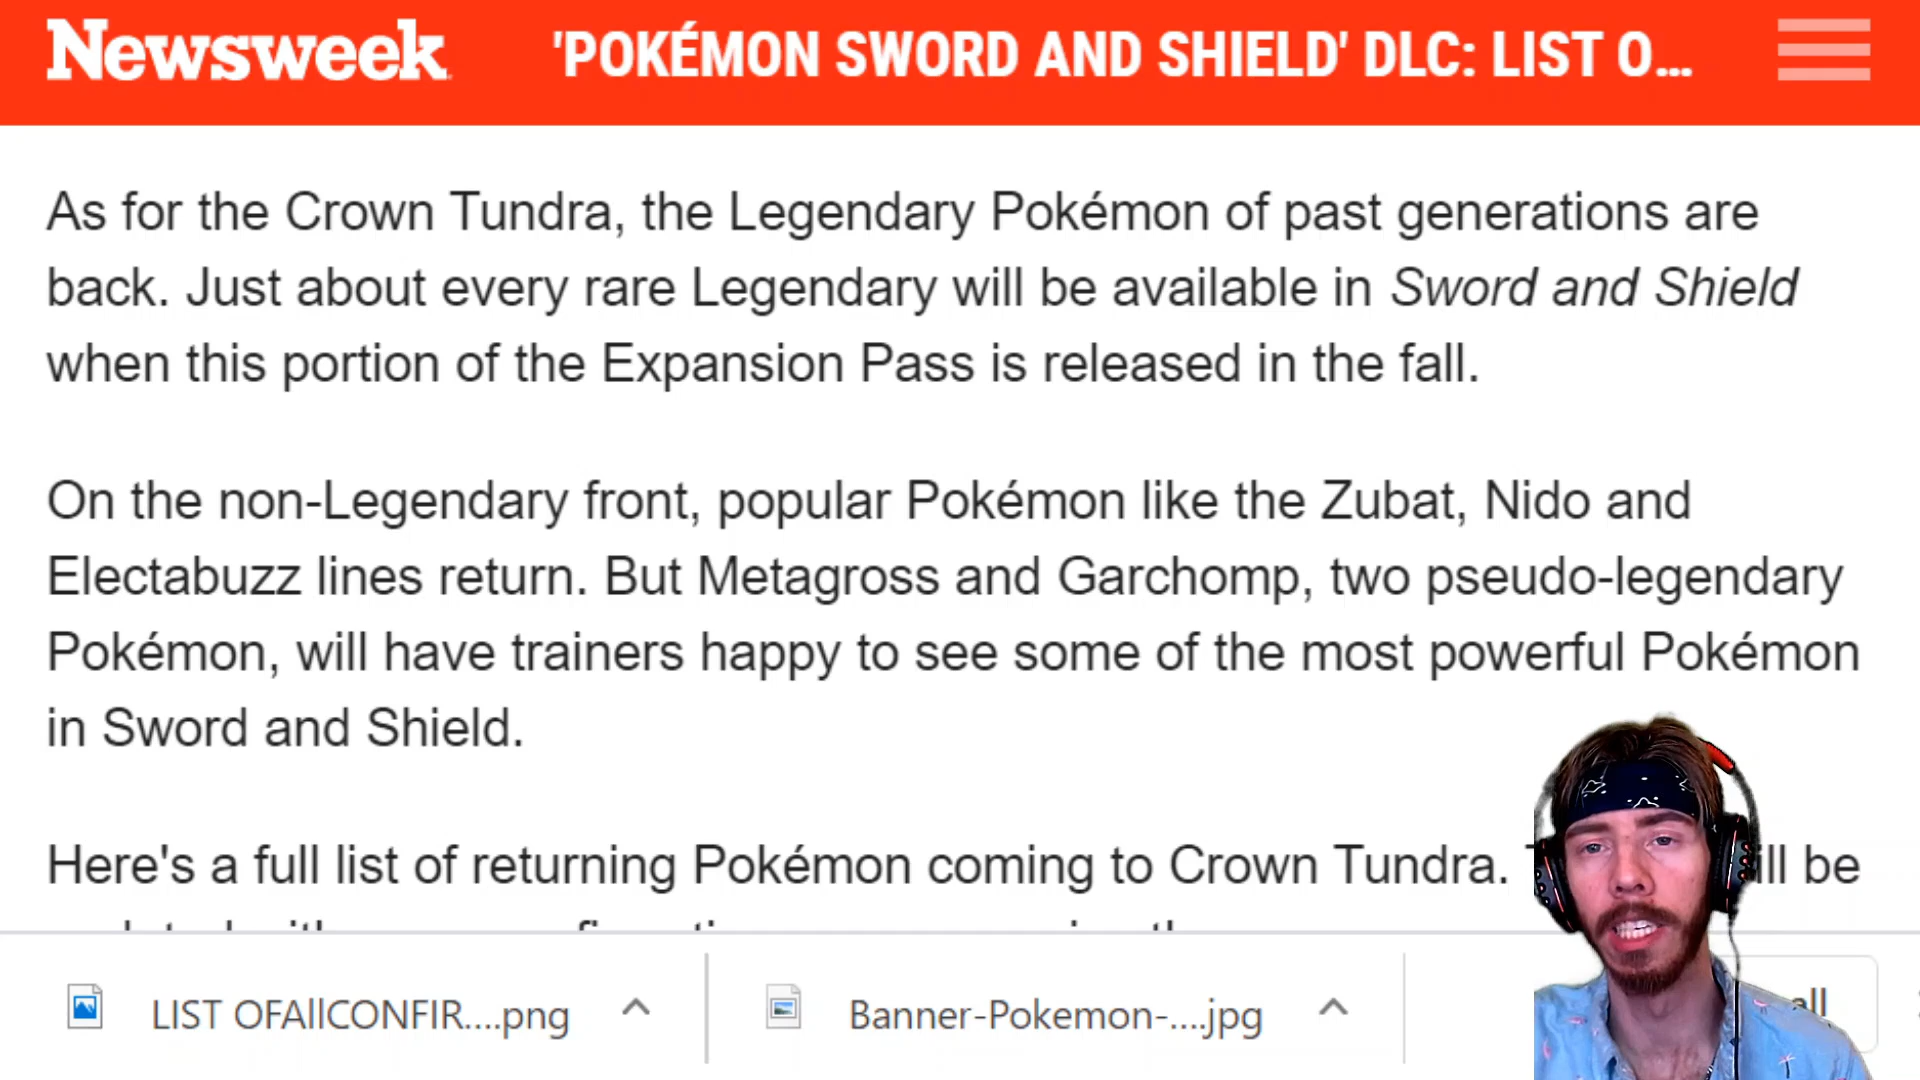 Newsweek
'POKÉMON SWORD AND SHIELD' DLC: LIST O...
As for the Crown Tundra, the Legendary Pokémon of past generations are
back. Just about every rare Legendary will be available in Sword and Shield
when this portion of the Expansion Pass is released in the fall.
On the non-Legendary front, popular Pokémon like the Zubat, Nido and
Electabuzz lines return. But Metagross and Garchomp, two pseudo-legendary
Pokémon, will have trainers happy to see some of the most powerful Pokémon
in Sword and Shield.
Here's a full list of returning Pokémon coming to Crown Tundra. be
LIST OFAllCONFIR....png
Banner-Pokemon-....jpg